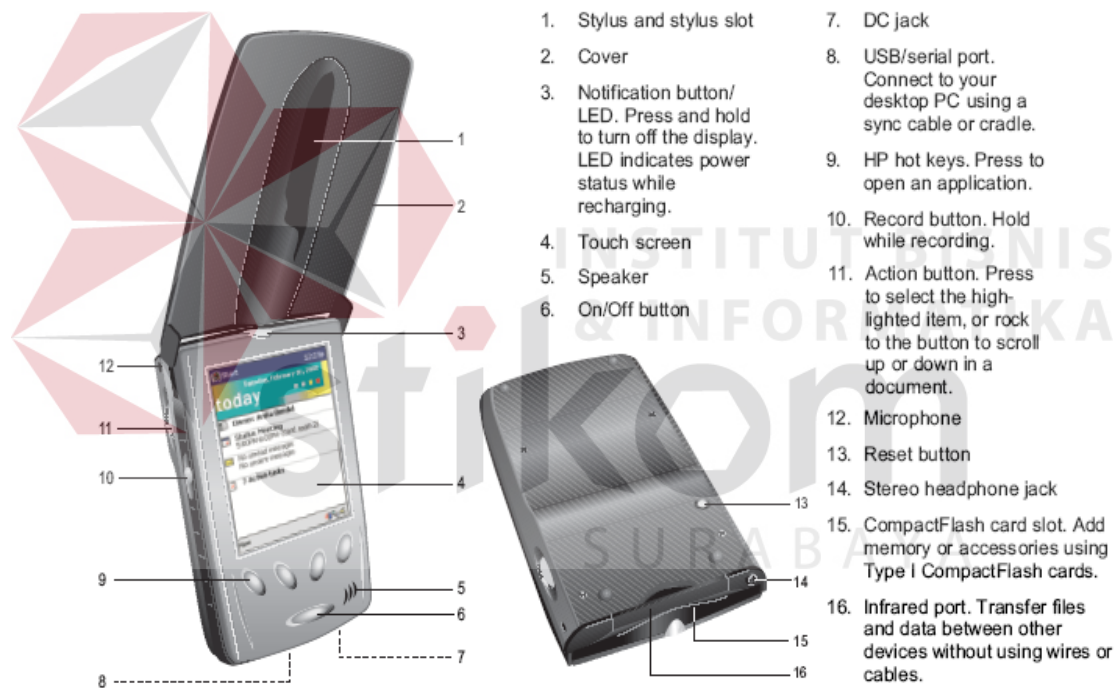 1. Stylus and stylus slot
2. Cover
3. Notification button/
LED. Press and hold
to turn off the display.
LED indicates power
status while
recharging.
4. Touch screen
5. Speaker
6. On/Off button
7. DC jack
8. USB/serial port.
Connect to your
desktop PC using a
sync cable or cradle.
9. HP hot keys. Press to
open an application.
10. Record button. Hold
while recording.
11. Action button. Press
to select the high-
lighted item, or rock
to the button to scroll
up or down in a
document.
12. Microphone
13. Reset button
14. Stereo headphone jack
15. CompactFlash card slot. Add
memory or accessories using
Type I CompactFlash cards.
16. Infrared port. Transfer files
and data between other
devices without using wires or
cables.
1
2
3
12
11
10
4
9
5
6
7
8
13
14
15
16
today
INSTITUT BISNIS
& INFORMATIKA
stikom
SURABAYA